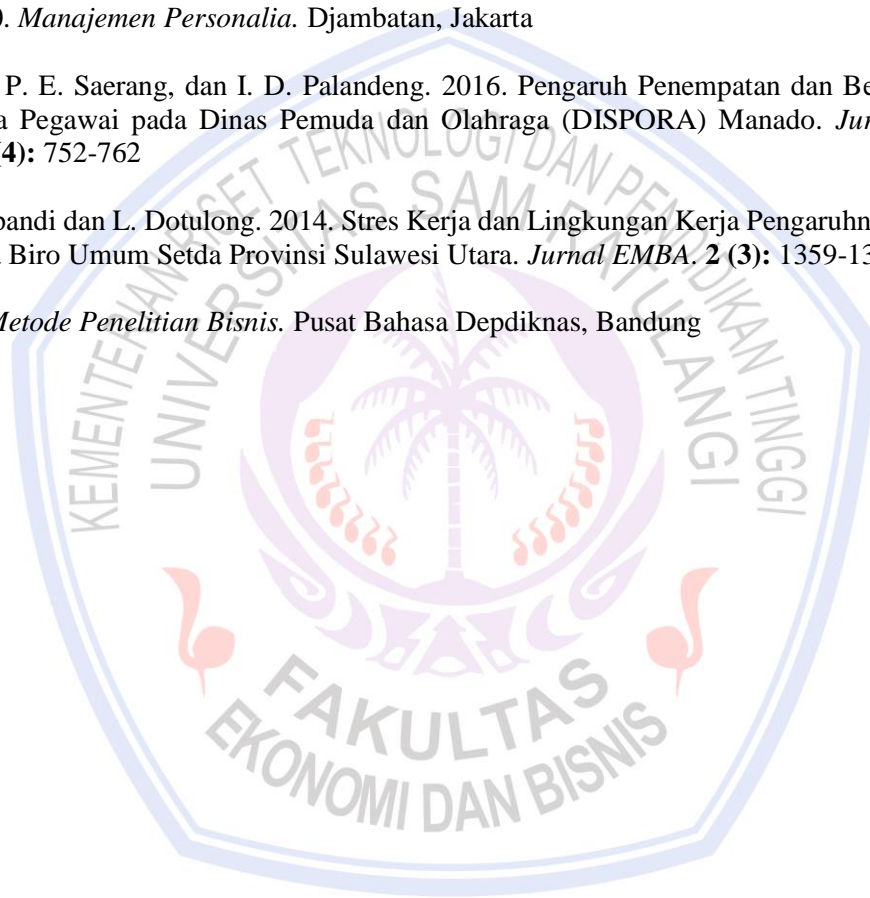 ). Manajemen Personalia. Djambatan, Jakarta
P. E. Saerang, dan I. D. Palandeng. 2016. Pengaruh Penempatan dan Be
a Pegawai pada Dinas Pemuda dan Olahraga (DISPORA) Manado. Jur
(4): 752-762
pandi dan L. Dotulong. 2014. Stres Kerja dan Lingkungan Kerja Pengaruhn
Biro Umum Setda Provinsi Sulawesi Utara. Jurnal EMBA. 2 (3): 1359-13
Metode Penelitian Bisnis. Pusat Bahasa Depdiknas, Bandung
KEMENTERIAN RISET TEKNOLOGI DAN PENDIDIKAN TINGGI
UNIVERSITAS SAM RATULANGI
FAKULTAS
EKONOMI DAN BISNIS